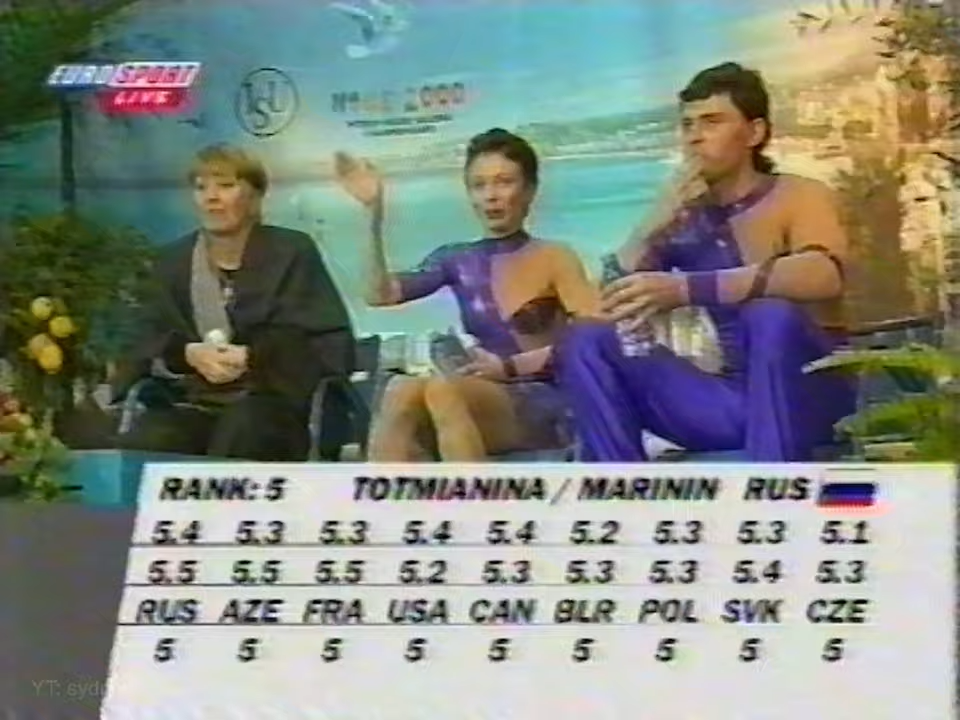 EUROSPORT
LIVE
ISU
2000
RANK: 5 TOTMIANINA / MARININ RUS
5.4 5.3 5.3 5.4 5.4 5.2 5.3 5.3 5.1
5.5 5.5 5.5 5.2 5.3 5.3 5.3 5.4 5.3
RUS AZE FRA USA CAN BLR POL SVK CZE
5 5 5 5 5 5 5 5 5
YT: